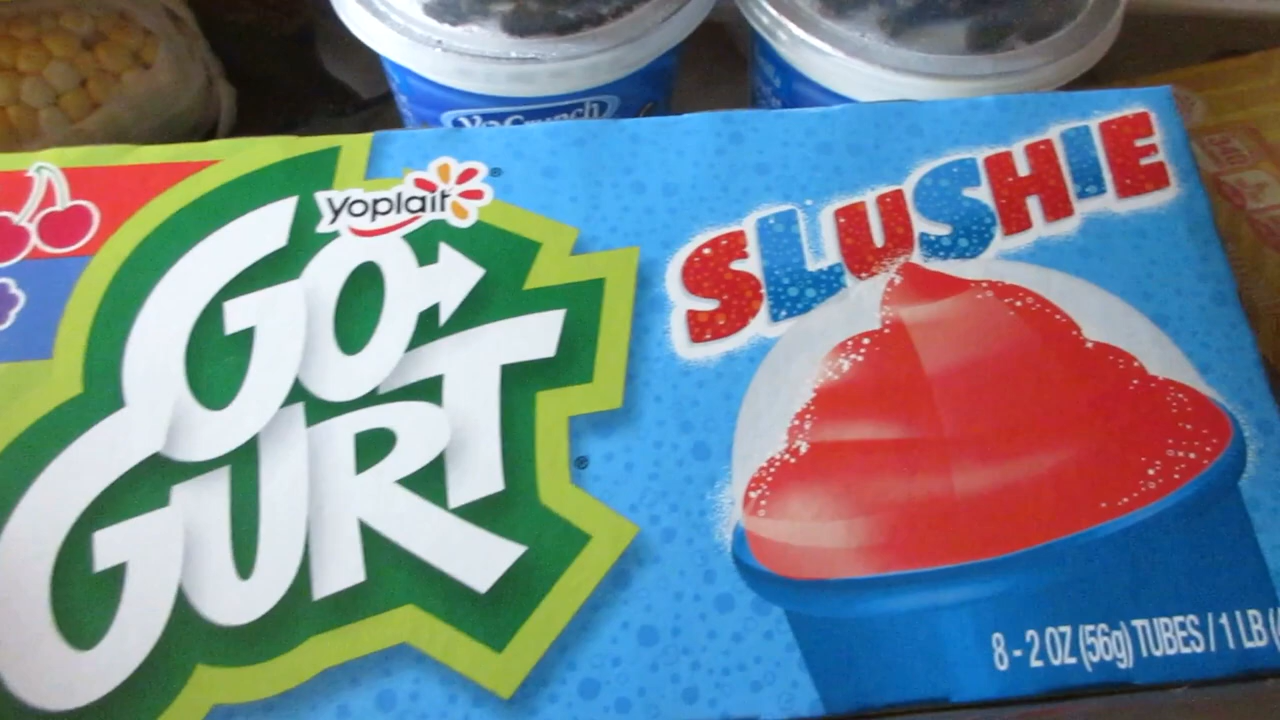 YoCrunch
yoplait
GO
GURT
SLUSHIE
8 - 2 OZ (56g) TUBES / 1 LB (